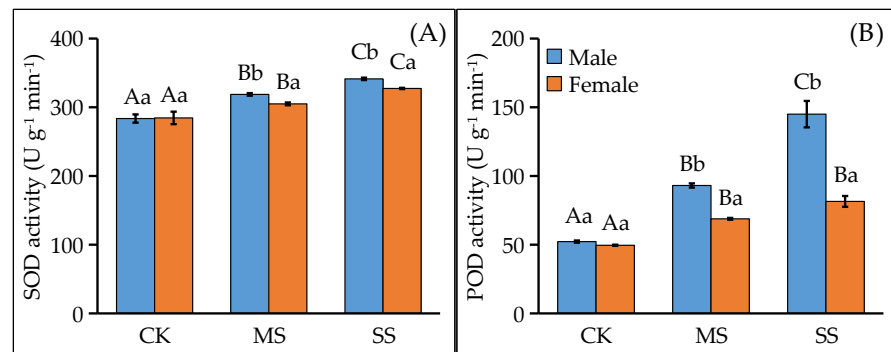 (A)
SOD activity (U g⁻¹ min⁻¹)
400
300
200
100
0
Aa Aa
Bb Ba
Cb Ca
CK MS SS
(B)
POD activity (U g⁻¹ min⁻¹)
200
150
100
50
0
Male
Female
Aa Aa
Bb Ba
Cb Ba
CK MS SS